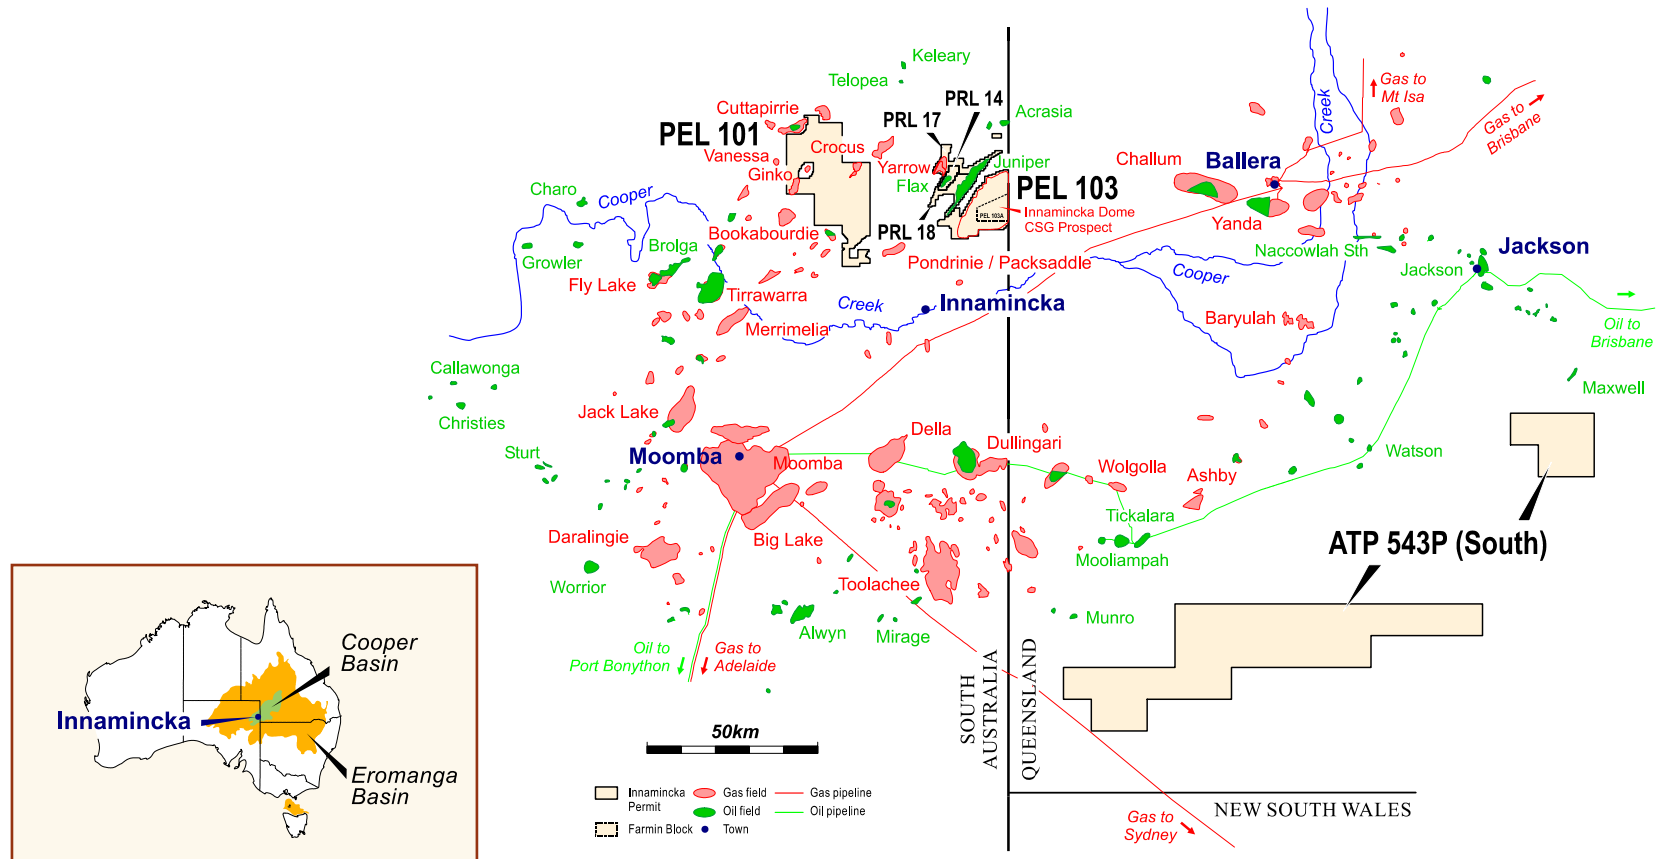 Keleary
Telopea
PRL 14
Cuttapirrie
PRL 17
Acrasia
PEL 101
Crocus
Vanessa
Ginko
Yarrow
Juniper
Flax
PEL 103
PEL 103A
Innamincka Dome
CSG Prospect
PRL 18
Challum
Ballera
Yanda
Creek
Gas to
Mt Isa
Gas to
Brisbane
Charo
Cooper
Bookabourdie
Brolga
Growler
Fly Lake
Tirrawarra
Pondrinie / Packsaddle
Naccowlah Sth
Jackson
Jackson
Cooper
Creek
Innamincka
Merrimelia
Baryulah
Oil to
Brisbane
Callawonga
Christies
Jack Lake
Maxwell
Sturt
Moomba
Moomba
Della
Dullingari
Wolgolla
Ashby
Watson
Tickalara
Big Lake
Daralingie
Mooliampah
ATP 543P (South)
Worrior
Toolachee
Alwyn
Mirage
Munro
Oil to
Port Bonython
Gas to
Adelaide
SOUTH
AUSTRALIA
QUEENSLAND
NEW SOUTH WALES
Gas to
Sydney
50km
Innamincka
Permit
Gas field
Gas pipeline
Oil field
Oil pipeline
Farmin Block
Town
Cooper
Basin
Innamincka
Eromanga
Basin